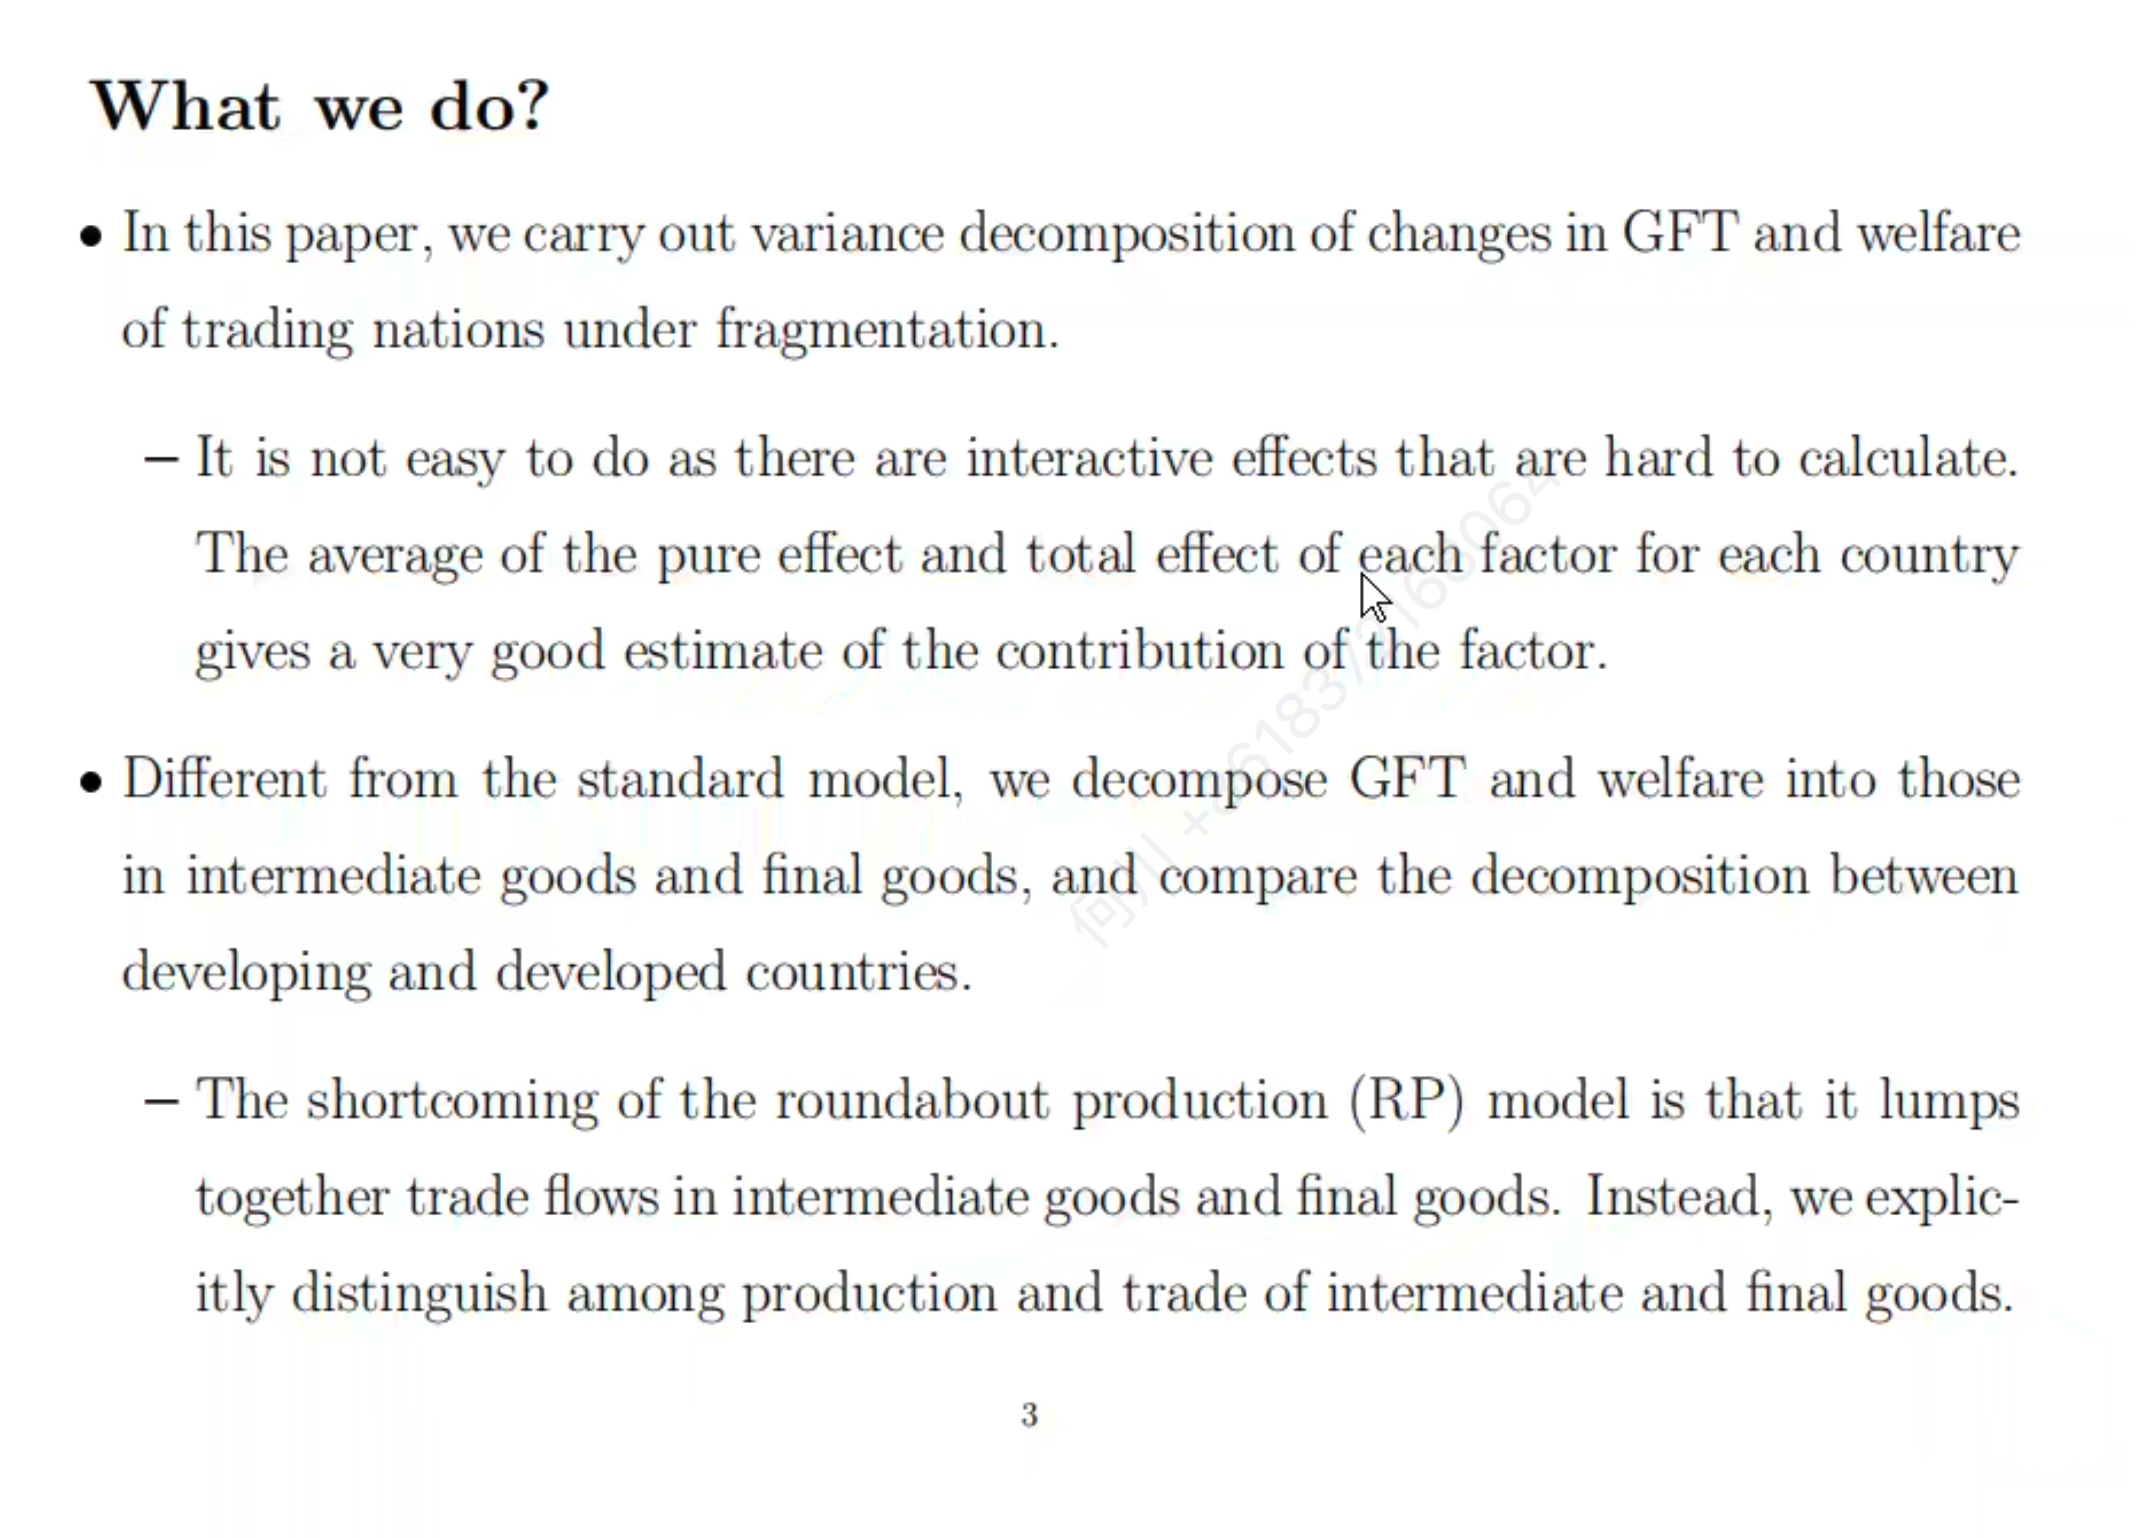 What we do?
• In this paper, we carry out variance decomposition of changes in GFT and welfare
of trading nations under fragmentation.
– It is not easy to do as there are interactive effects that are hard to calculate.
The average of the pure effect and total effect of each factor for each country
gives a very good estimate of the contribution of the factor.
• Different from the standard model, we decompose GFT and welfare into those
in intermediate goods and final goods, and compare the decomposition between
developing and developed countries.
– The shortcoming of the roundabout production (RP) model is that it lumps
together trade flows in intermediate goods and final goods. Instead, we explic-
itly distinguish among production and trade of intermediate and final goods.
3